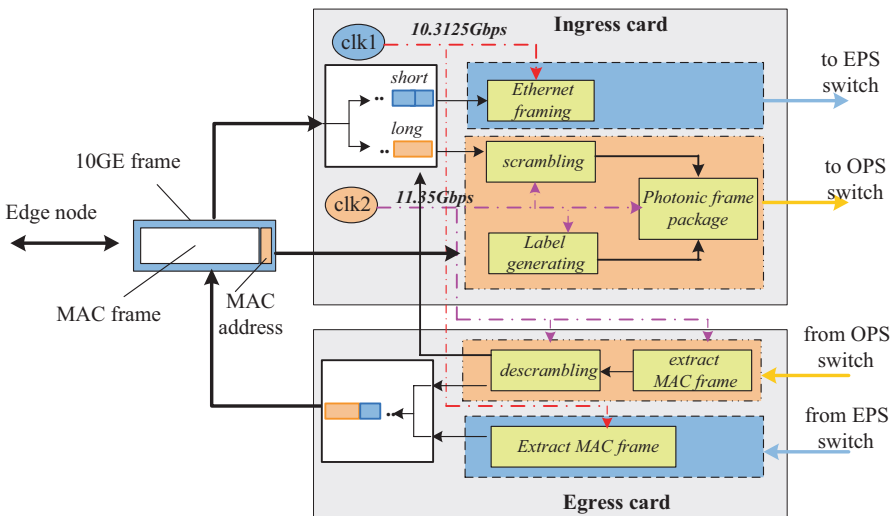 Ingress card
10.3125Gbps
clk1
to EPS
switch
short
..
Ethernet
framing
long
..
10GE frame
scrambling
to OPS
switch
clk2
11.35Gbps
Photonic frame
package
Edge node
Label
generating
MAC frame
MAC
address
from OPS
switch
descrambling
extract
MAC frame
..
from EPS
switch
Extract MAC frame
Egress card